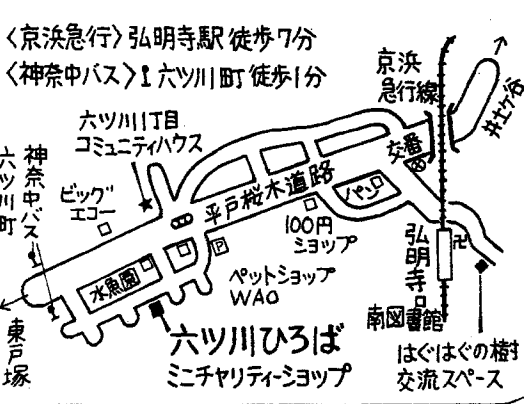 〈京浜急行〉弘明寺駅 徒歩7分
〈神奈中バス〉六ツ川町 徒歩1分
京浜
急行線
井土ヶ谷
六ツ川1丁目
コミュニティハウス
交番
神奈中バス
六ツ川町
ビッグ
エコー
平戸桜木道路
パン
100円
ショップ
P
弘明寺
卍
水魚園
ペットショップ
WAO
東戸塚
六ツ川ひろば
ミニチャリティーショップ
南図書館
はぐはぐの樹
交流スペース